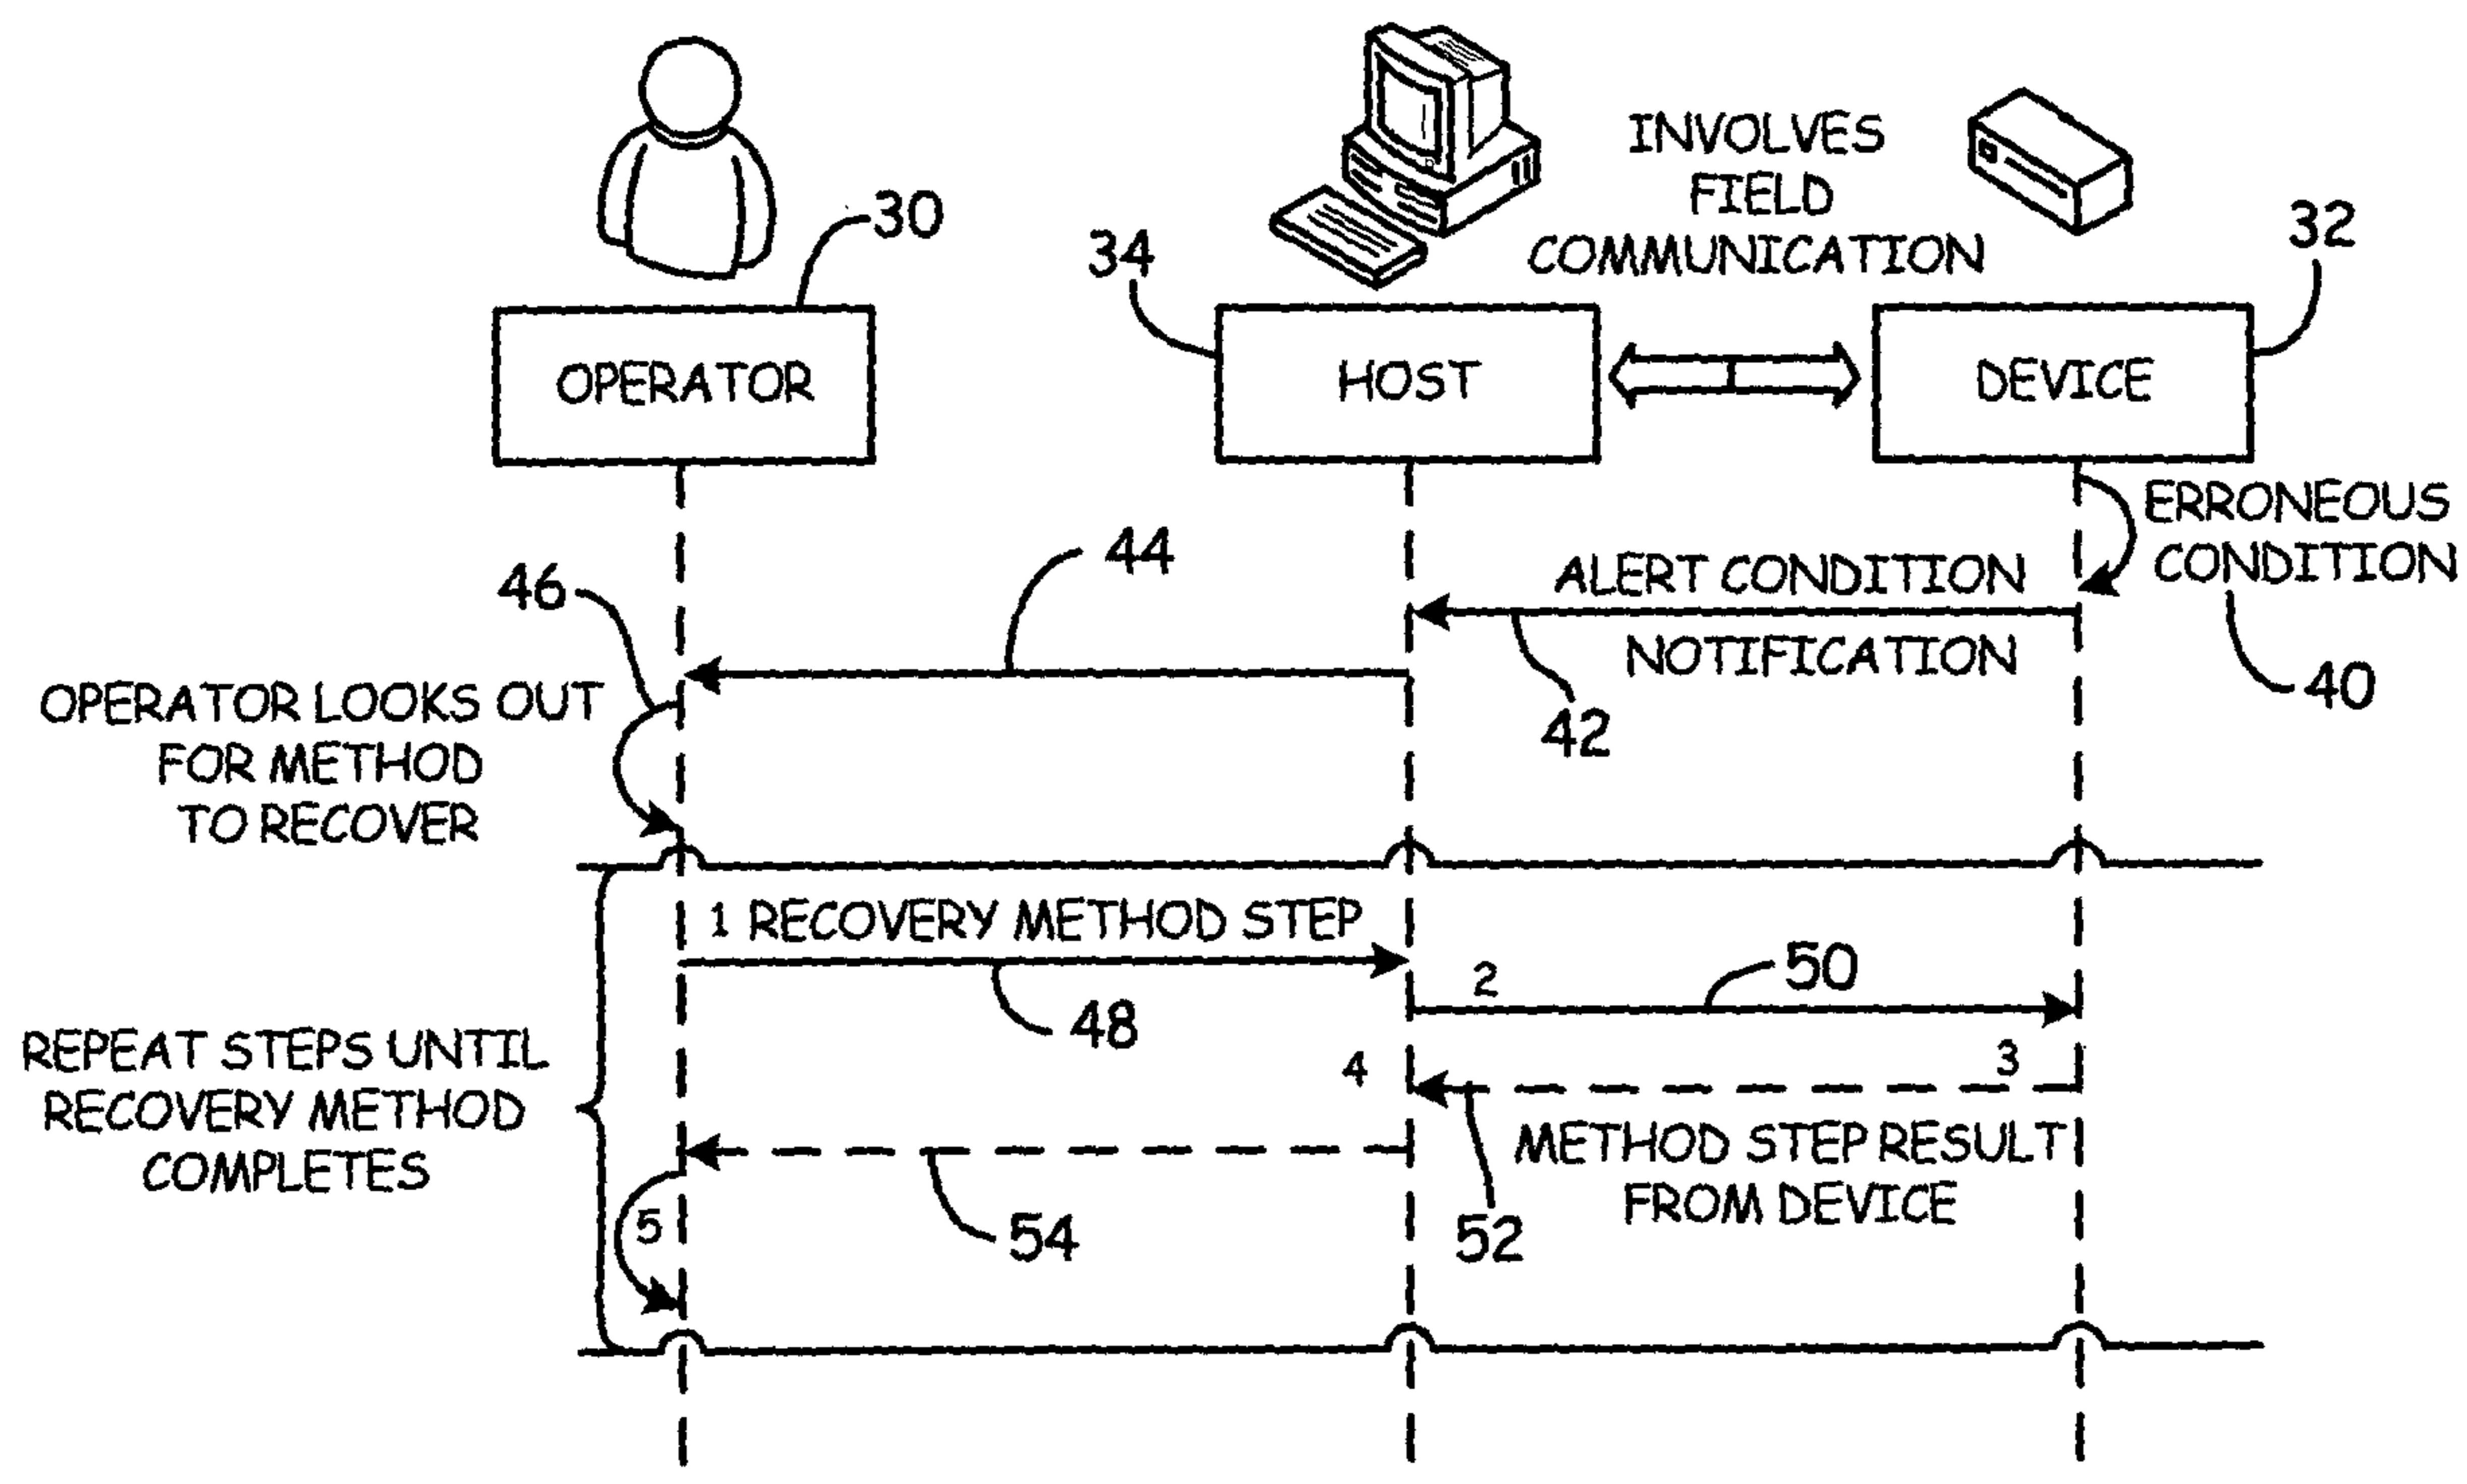 30
34
INVOLVES
FIELD
COMMUNICATION
32
OPERATOR
HOST
DEVICE
ERRONEOUS
CONDITION
40
ALERT CONDITION
NOTIFICATION
42
44
46
OPERATOR LOOKS OUT
FOR METHOD
TO RECOVER
1 RECOVERY METHOD STEP
48
2
50
3
4
REPEAT STEPS UNTIL
RECOVERY METHOD
COMPLETES
METHOD STEP RESULT
FROM DEVICE
52
54
5